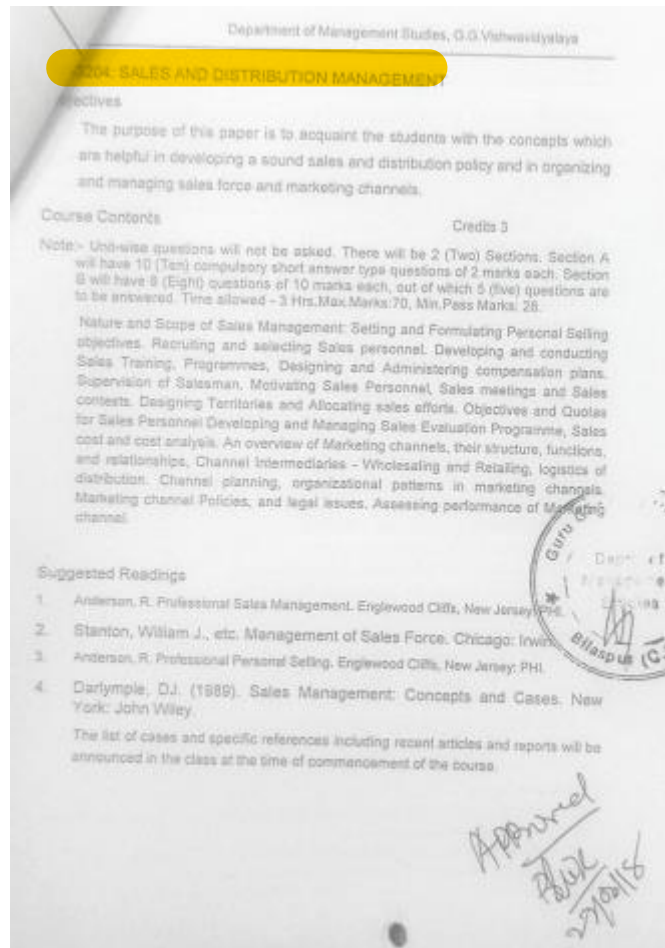 Department of Management Studies, G.G.Vishwavidyalaya
3204: SALES AND DISTRIBUTION MANAGEMENT
jectives
The purpose of this paper is to acquaint the students with the concepts which
are helpful in developing a sound sales and distribution policy and in organizing
and managing sales force and marketing channels.
Course Contents
Credits 3
Note:- Unit-wise questions will not be asked. There will be 2 (Two) Sections. Section A
will have 10 (Ten) compulsory short answer type questions of 2 marks each. Section
B will have 8 (Eight) questions of 10 marks each, out of which 5 (five) questions are
to be answered. Time allowed - 3 Hrs.Max.Marks:70, Min.Pass Marks: 28.
Nature and Scope of Sales Management: Setting and Formulating Personal Selling
objectives. Recruiting and selecting Sales personnel. Developing and conducting
Sales Training, Programmes, Designing and Administering compensation plans.
Supervision of Salesman, Motivating Sales Personnel, Sales meetings and Sales
contests. Designing Territories and Allocating sales efforts. Objectives and Quotas
for Sales Personnel Developing and Managing Sales Evaluation Programme, Sales
cost and cost analysis. An overview of Marketing channels, their structure, functions,
and relationships, Channel Intermediaries - Wholesaling and Retailing, logistics of
distribution. Channel planning, organizational patterns in marketing channels.
Marketing channel Policies, and legal issues, Assessing performance of Marketing
channel.
Guru
Suggested Readings
1. Anderson, R. Professional Sales Management. Englewood Cliffs, New Jersey: PHI.
2. Stanton, William J., etc. Management of Sales Force. Chicago: Irwin.
3. Anderson, R. Professional Personal Selling. Englewood Cliffs, New Jersey: PHI.
Bilaspur (C.
4. Darlymple, DJ. (1989). Sales Management: Concepts and Cases. New
York: John Wiley.
The list of cases and specific references including recent articles and reports will be
announced in the class at the time of commencement of the course.
Approved